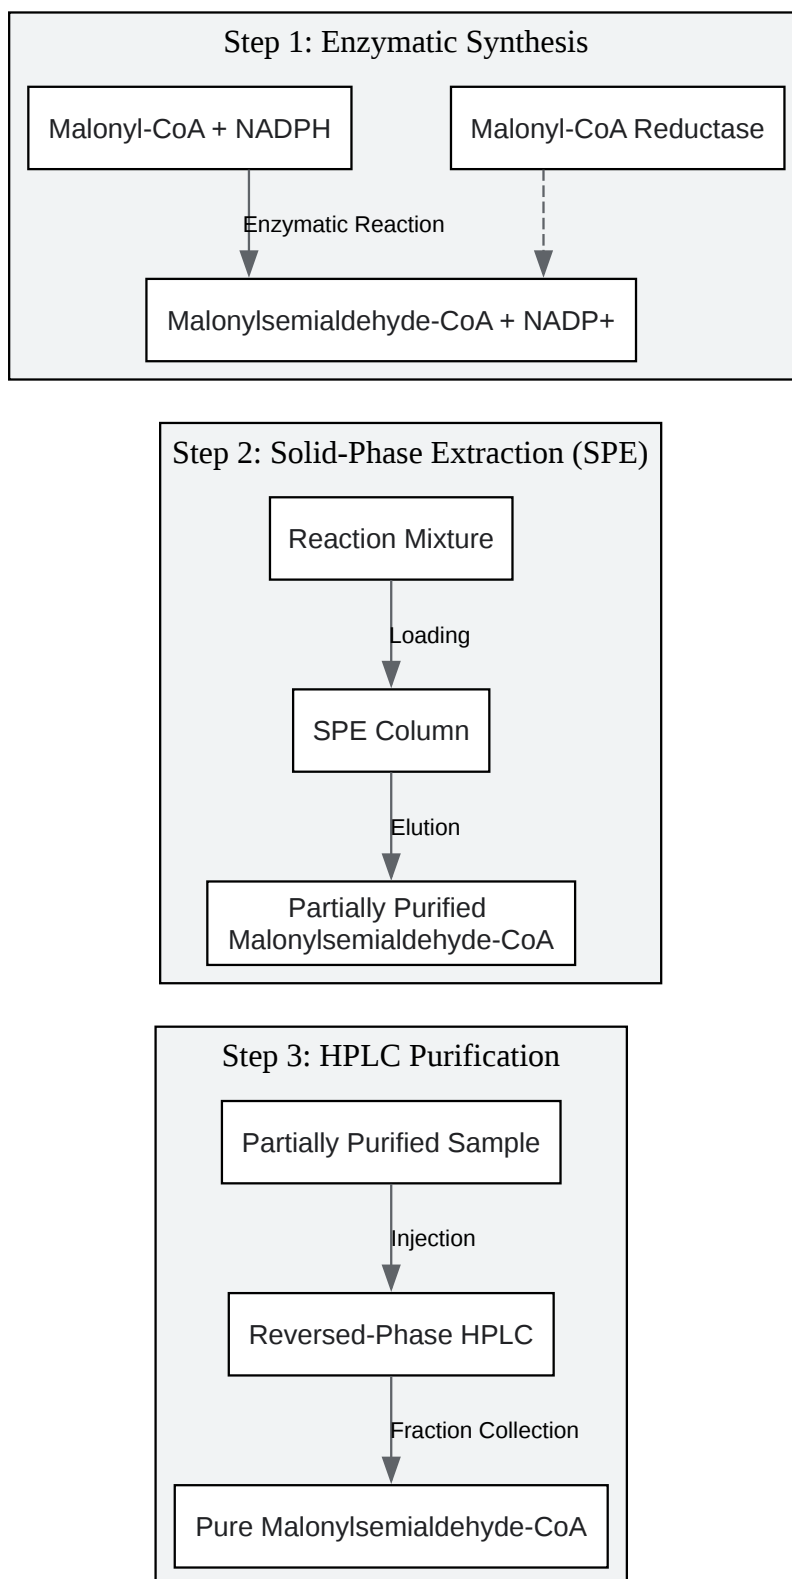 Step 1: Enzymatic Synthesis
Malonyl-CoA + NADPH
Malonyl-CoA Reductase
Enzymatic Reaction
Malonylsemialdehyde-CoA + NADP+
Step 2: Solid-Phase Extraction (SPE)
Reaction Mixture
Loading
SPE Column
Elution
Partially Purified
Malonylsemialdehyde-CoA
Step 3: HPLC Purification
Partially Purified Sample
Injection
Reversed-Phase HPLC
Fraction Collection
Pure Malonylsemialdehyde-CoA